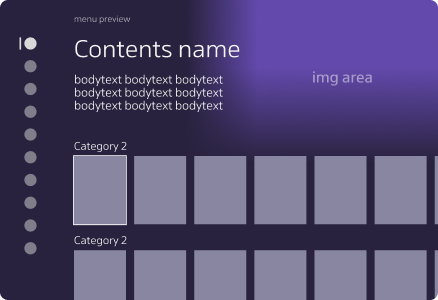 menu preview
Contents name
bodytext bodytext bodytext
bodytext bodytext bodytext
bodytext bodytext bodytext
img area
Category 2
Category 2